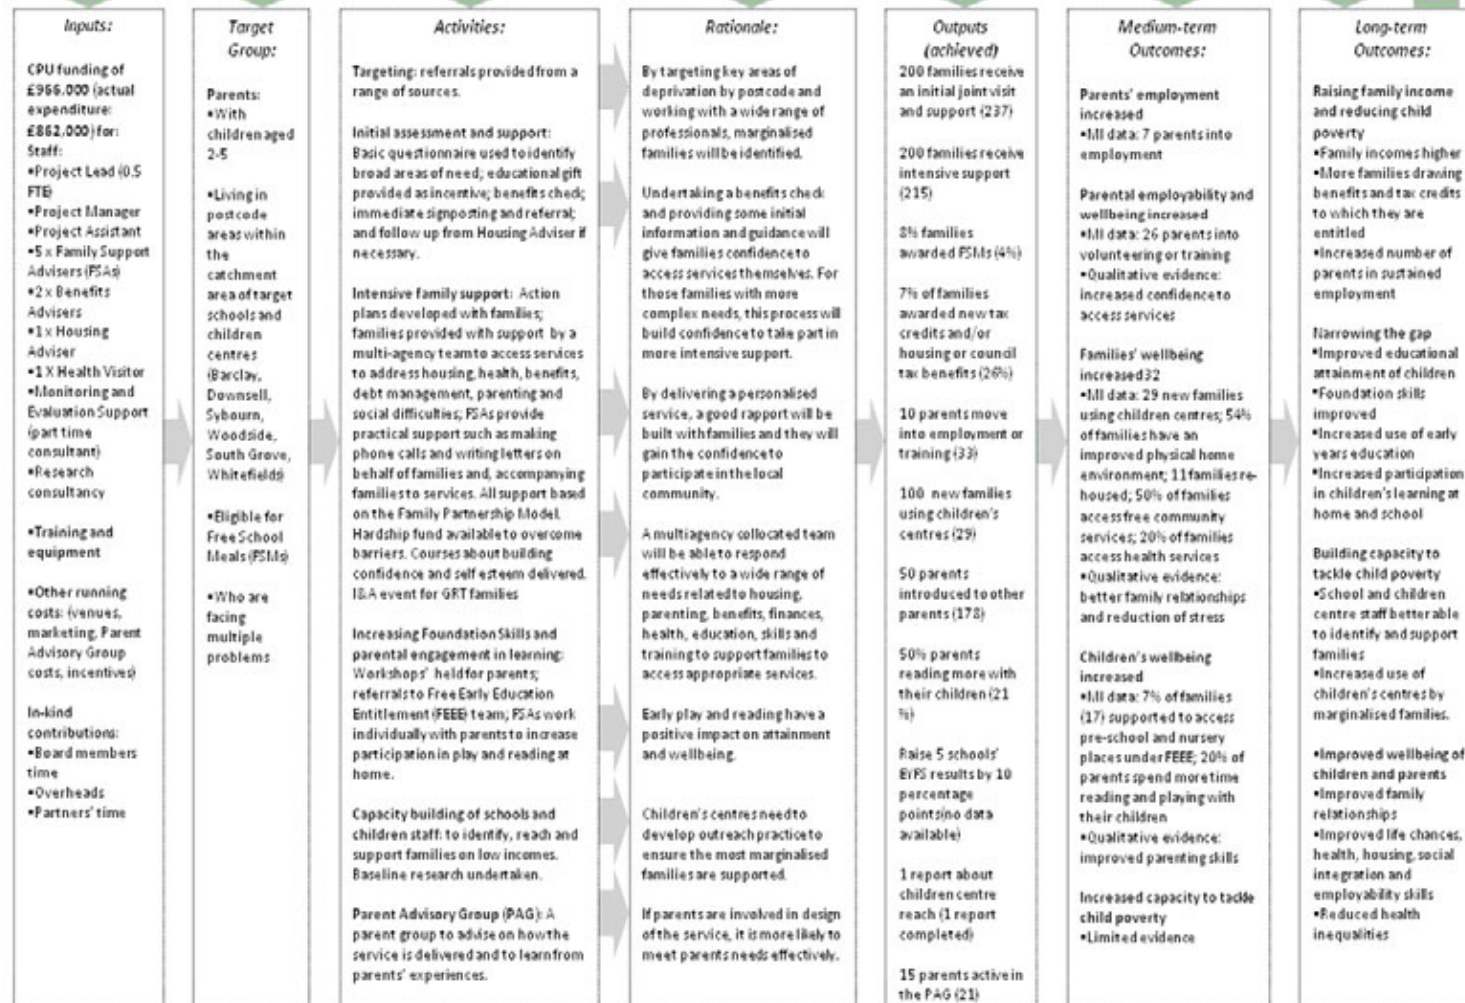 Inputs:
CPU funding of
£966.000 (actual
expenditure:
£862,000) for:
Staff:
•Project Lead (0.5
FTE)
•Project Manager
•Project Assistant
•5 x Family Support
Advisers (FSAs)
•2 x Benefits
Advisers
•1 x Housing
Adviser
•1 X Health Visitor
•Monitoring and
Evaluation Support
(part time
consultant)
•Research
consultancy
•Training and
equipment
•Other running
costs: (venues,
marketing, Parent
Advisory Group
costs, incentives)
In-kind
contributions:
•Board members
time
•Overheads
•Partners' time
Target
Group:
Parents:
•With
children aged
2-5
•Living in
postcode
areas within
the
catchment
area of target
schools and
children
centres
(Barclay,
Downsell,
Sybourn,
Woodside,
South Grove,
Whitefields)
•Eligible for
Free School
Meals (FSMs)
•Who are
facing
multiple
problems
Activities:
Targeting: referrals provided from a
range of sources.
Initial assessment and support:
Basic questionnaire used to identify
broad areas of need; educational gift
provided as incentive; benefits check;
immediate signposting and referral;
and follow up from Housing Adviser if
necessary.
Intensive family support: Action
plans developed with families;
families provided with support by a
multi-agency team to access services
to address housing, health, benefits,
debt management, parenting and
social difficulties; FSAs provide
practical support such as making
phone calls and writing letters on
behalf of families and, accompanying
families to services. All support based
on the Family Partnership Model.
Hardship fund available to overcome
barriers. Courses about building
confidence and self esteem delivered.
I&A event for GRT families
Increasing Foundation Skills and
parental engagement in learning:
Workshops' held for parents;
referrals to Free Early Education
Entitlement (FEEE) team; FSAs work
individually with parents to increase
participation in play and reading at
home.
Capacity building of schools and
children staff: to identify, reach and
support families on low incomes.
Baseline research undertaken.
Parent Advisory Group (PAG): A
parent group to advise on how the
service is delivered and to learn from
parents' experiences.
Rationale:
By targeting key areas of
deprivation by postcode and
working with a wide range of
professionals, marginalised
families will be identified.
Undertaking a benefits check
and providing some initial
information and guidance will
give families confidence to
access services themselves. For
those families with more
complex needs, this process will
build confidence to take part in
more intensive support.
By delivering a personalised
service, a good rapport will be
built with families and they will
gain the confidence to
participate in the local
community.
A multiagency collocated team
will be able to respond
effectively to a wide range of
needs related to housing,
parenting, benefits, finances,
health, education, skills and
training to support families to
access appropriate services.
Early play and reading have a
positive impact on attainment
and wellbeing.
Children's centres need to
develop outreach practice to
ensure the most marginalised
families are supported.
If parents are involved in design
of the service, it is more likely to
meet parents needs effectively.
Outputs
(achieved)
200 families receive
an initial joint visit
and support (237)
200 families receive
intensive support
(215)
8% families
awarded FSMs (4%)
7% of families
awarded new tax
credits and/or
housing or council
tax benefits (26%)
10 parents move
into employment or
training (33)
100 new families
using children's
centres (29)
50 parents
introduced to other
parents (178)
50% parents
reading more with
their children (21
%)
Raise 5 schools'
EYFS results by 10
percentage
points(no data
available)
1 report about
children centre
reach (1 report
completed)
15 parents active in
the PAG (21)
Medium-term
Outcomes:
Parents' employment
increased
•MI data: 7 parents into
employment
Parental employability and
wellbeing increased
•MI data: 26 parents into
volunteering or training
•Qualitative evidence:
increased confidence to
access services
Families' wellbeing
increased 32
•MI data: 29 new families
using children centres; 54%
of families have an
improved physical home
environment; 11 families re-
housed; 50% of families
access free community
services; 20% of families
access health services
•Qualitative evidence:
better family relationships
and reduction of stress
Children's wellbeing
increased
•MI data: 7% of families
(17) supported to access
pre-school and nursery
places under FEEE; 20% of
parents spend more time
reading and playing with
their children
•Qualitative evidence:
improved parenting skills
Increased capacity to tackle
child poverty
•Limited evidence
Long-term
Outcomes:
Raising family income
and reducing child
poverty
•Family incomes higher
•More families drawing
benefits and tax credits
to which they are
entitled
•Increased number of
parents in sustained
employment
Narrowing the gap
•Improved educational
attainment of children
•Foundation skills
improved
•Increased use of early
years education
•Increased participation
in children's learning at
home and school
Building capacity to
tackle child poverty
•School and children
centre staff better able
to identify and support
families
•Increased use of
children's centres by
marginalised families.
•Improved wellbeing of
children and parents
•Improved family
relationships
•Improved life chances,
health, housing, social
integration and
employability skills
•Reduced health
inequalities